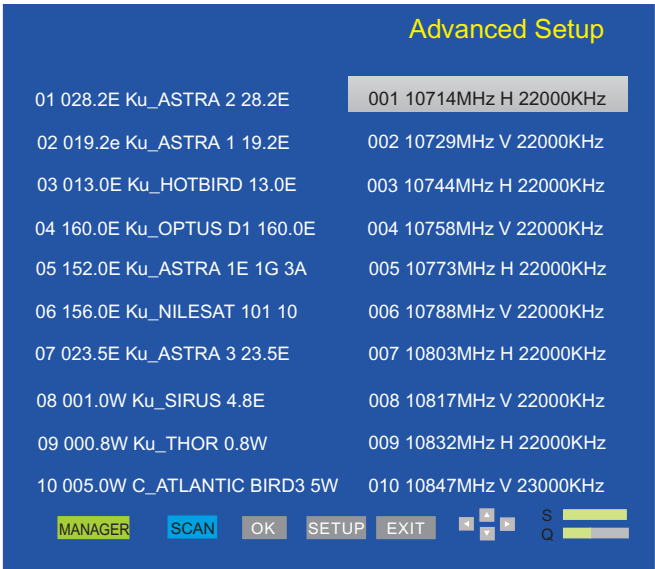 Advanced Setup
01 028.2E Ku_ASTRA 2 28.2E 001 10714MHz H 22000KHz
02 019.2e Ku_ASTRA 1 19.2E 002 10729MHz V 22000KHz
03 013.0E Ku_HOTBIRD 13.0E 003 10744MHz H 22000KHz
04 160.0E Ku_OPTUS D1 160.0E 004 10758MHz V 22000KHz
05 152.0E Ku_ASTRA 1E 1G 3A 005 10773MHz H 22000KHz
06 156.0E Ku_NILESAT 101 10 006 10788MHz V 22000KHz
07 023.5E Ku_ASTRA 3 23.5E 007 10803MHz H 22000KHz
08 001.0W Ku_SIRUS 4.8E 008 10817MHz V 22000KHz
09 000.8W Ku_THOR 0.8W 009 10832MHz H 22000KHz
10 005.0W C_ATLANTIC BIRD3 5W 010 10847MHz V 23000KHz
MANAGER SCAN OK SETUP EXIT S
Q